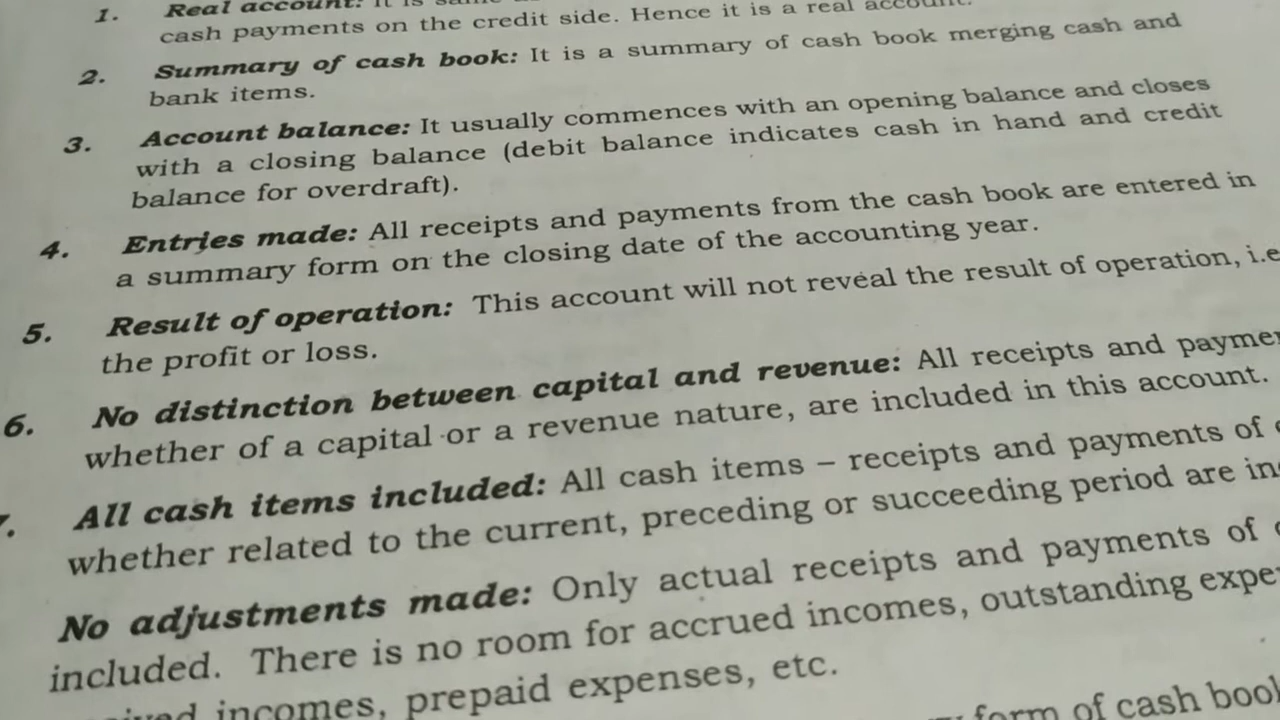 1. Real account: It is
cash payments on the credit side. Hence it is a real account.
2. Summary of cash book: It is a summary of cash book merging cash and
bank items.
3. Account balance: It usually commences with an opening balance and closes
with a closing balance (debit balance indicates cash in hand and credit
balance for overdraft).
4. Entries made: All receipts and payments from the cash book are entered in
a summary form on the closing date of the accounting year.
5. Result of operation: This account will not reveal the result of operation, i.e
the profit or loss.
6. No distinction between capital and revenue: All receipts and
whether of a capital or a revenue nature, are included in this account.
All cash items included: All cash items – receipts and payments of
whether related to the current, preceding or succeeding period are
No adjustments made: Only actual receipts and payments of
included. There is no room for accrued incomes, outstanding
incomes, prepaid expenses, etc.
form of cash